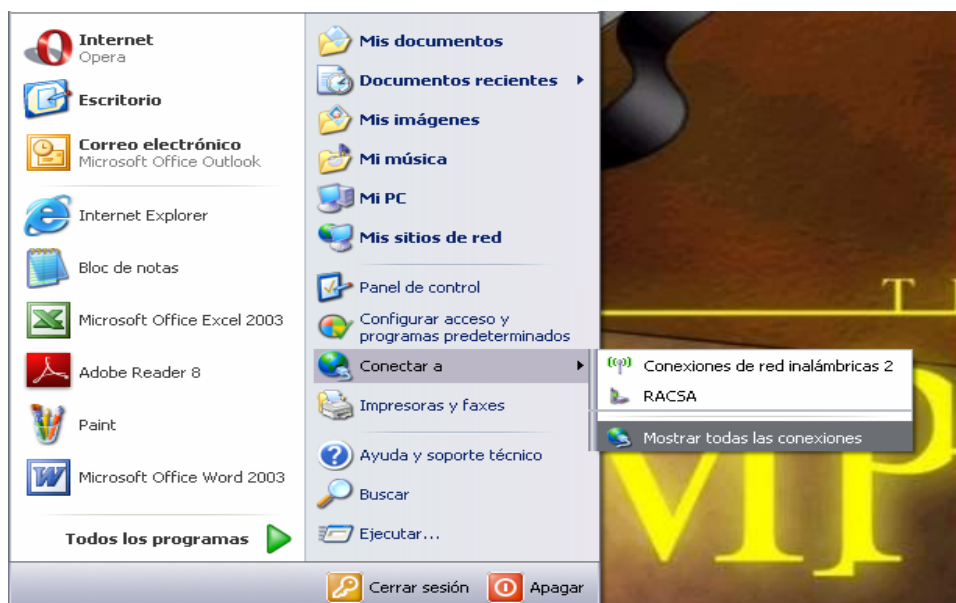 Internet
Opera
Escritorio
Correo electrónico
Microsoft Office Outlook
Internet Explorer
Bloc de notas
Microsoft Office Excel 2003
Adobe Reader 8
Paint
Microsoft Office Word 2003
Todos los programas
Mis documentos
Documentos recientes
Mis imágenes
Mi música
Mi PC
Mis sitios de red
Panel de control
Configurar acceso y
programas predeterminados
Conectar a
Impresoras y faxes
Ayuda y soporte técnico
Buscar
Ejecutar...
Conexiones de red inalámbricas 2
RACSA
Mostrar todas las conexiones
Cerrar sesión
Apagar